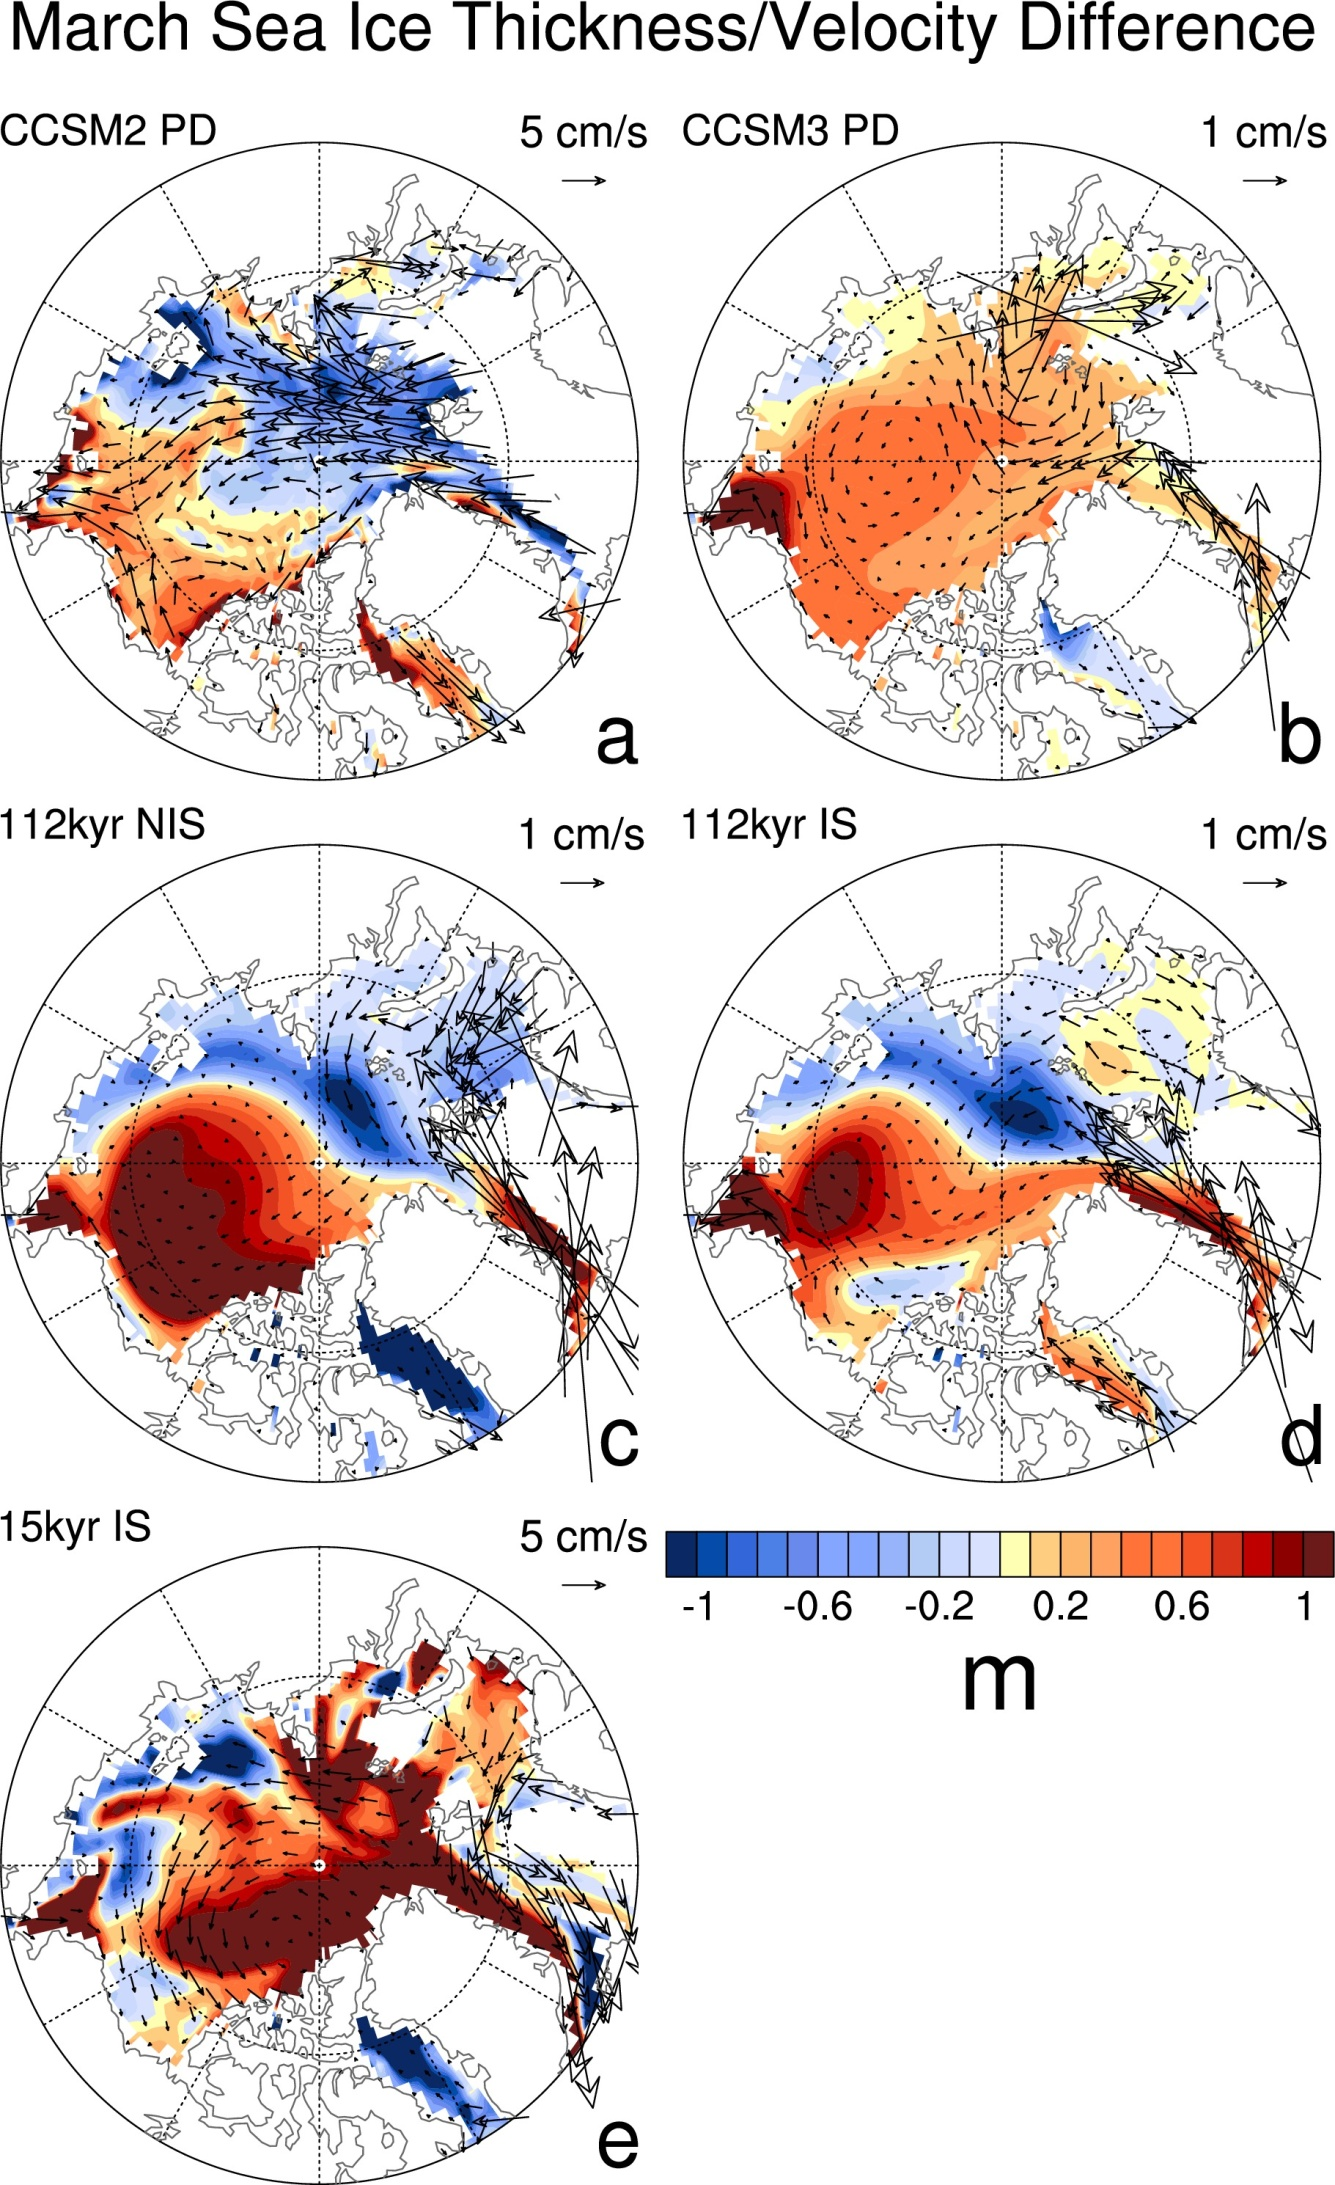 March Sea Ice Thickness/Velocity Difference
CCSM2 PD 5 cm/s
CCSM3 PD 1 cm/s
a
b
112kyr NIS 1 cm/s
112kyr IS 1 cm/s
c
d
15kyr IS 5 cm/s
-1 -0.6 -0.2 0.2 0.6 1
m
e